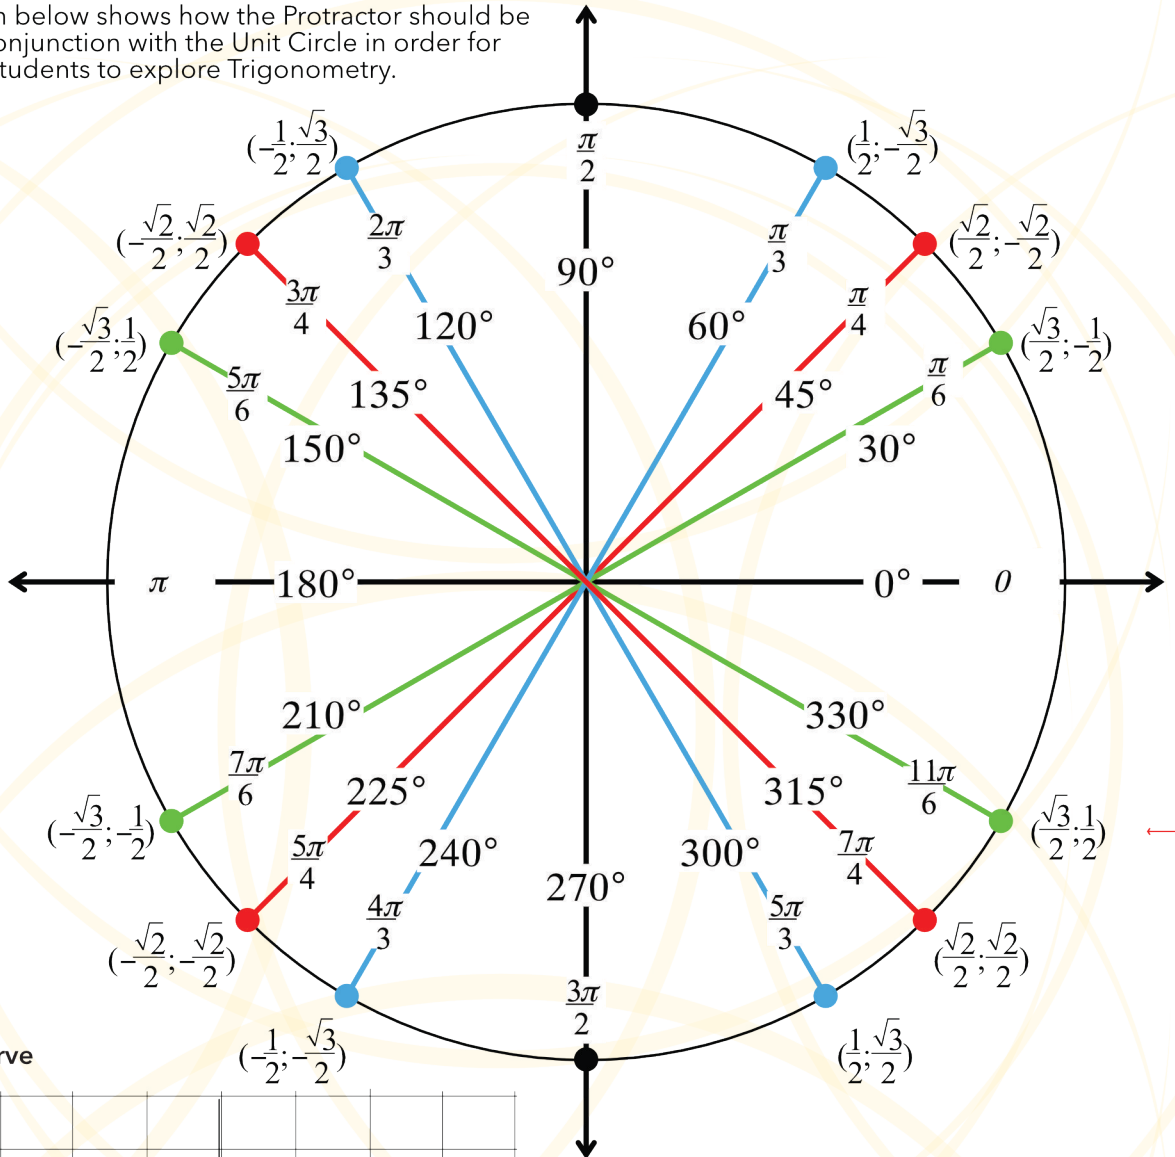 n below shows how the Protractor should be
onjunction with the Unit Circle in order for
tudents to explore Trigonometry.
(-1/2;√3/2)
π/2
(1/2;-√3/2)
(-√2/2;√2/2)
2π/3
π/3
(√2/2;-√2/2)
90°
3π/4
π/4
(-√3/2;1/2)
120°
60°
(√3/2;-1/2)
5π/6
135°
45°
π/6
150°
30°
π
180°
0°
0
210°
330°
7π/6
225°
315°
11π/6
(-√3/2;-1/2)
5π/4
240°
300°
7π/4
(√3/2;1/2)
270°
4π/3
5π/3
(-√2/2;-√2/2)
(√2/2;√2/2)
3π/2
rve
(-1/2;-√3/2)
(1/2;√3/2)